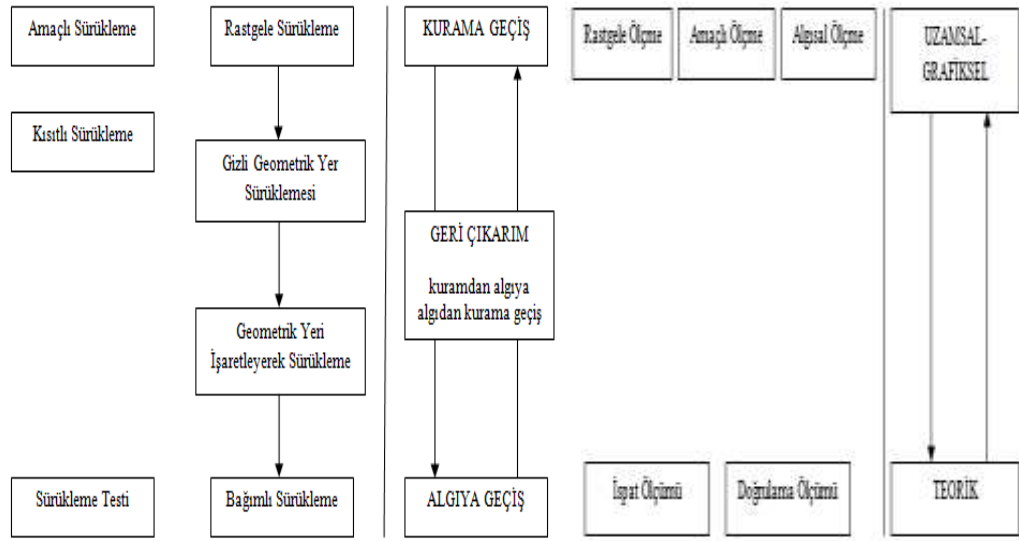 Amaçlı Sürükleme
Rastgele Sürükleme
KURAMA GEÇİŞ
Rastgele Ölçme
Amaçlı Ölçme
Algısal Ölçme
UZAMSAL-
GRAFİKSEL
Kısıtlı Sürükleme
Gizli Geometrik Yer
Sürüklemesi
GERİ ÇIKARIM
kuramdan algıya
algıdan kurama geçiş
Geometrik Yeri
İşaretleyerek Sürükleme
Sürükleme Testi
Bağımlı Sürükleme
ALGIYA GEÇİŞ
İspat Ölçümü
Doğrulama Ölçümü
TEORİK